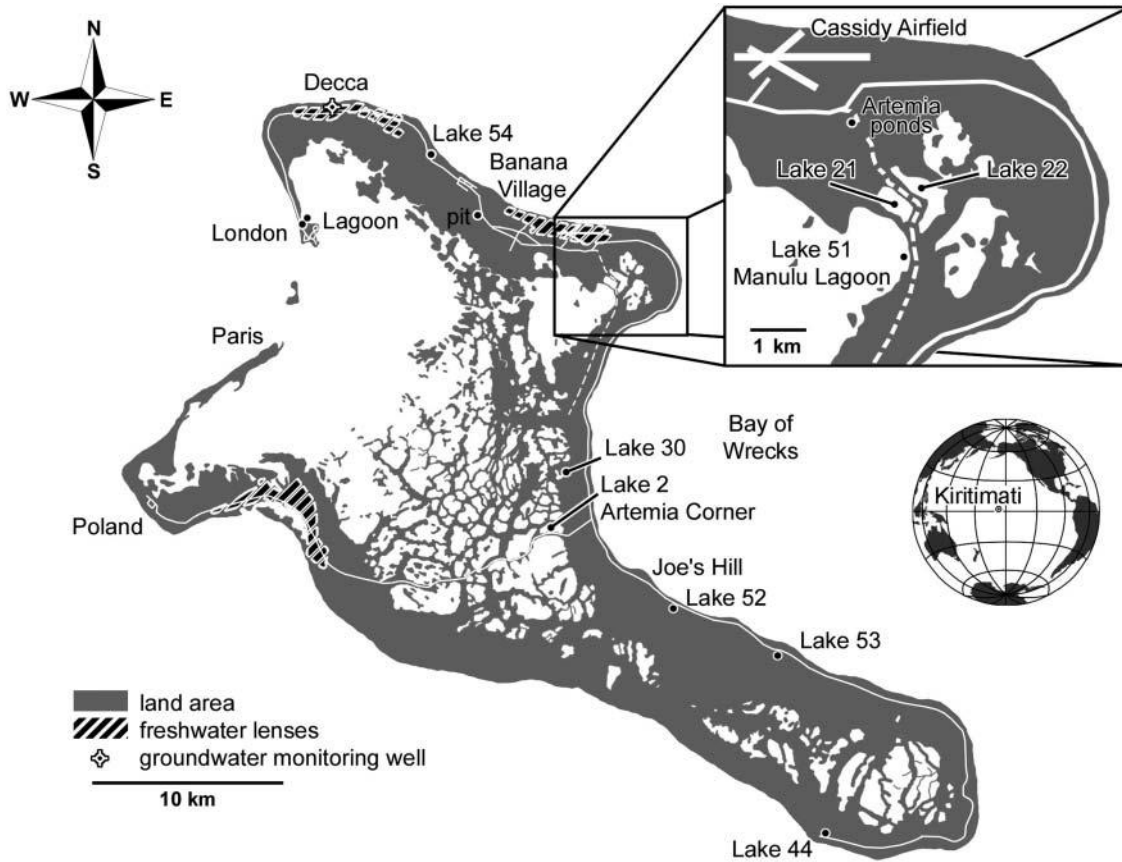 N
W
E
S
Decca
Lake 54
Banana
Village
pit
London
Lagoon
Paris
Poland
Cassidy Airfield
Artemia
ponds
Lake 21
Lake 22
Lake 51
Manulu Lagoon
1 km
Bay of
Wrecks
Lake 30
Lake 2
Artemia Corner
Kiritimati
Joe's Hill
Lake 52
Lake 53
Lake 44
land area
freshwater lenses
groundwater monitoring well
10 km